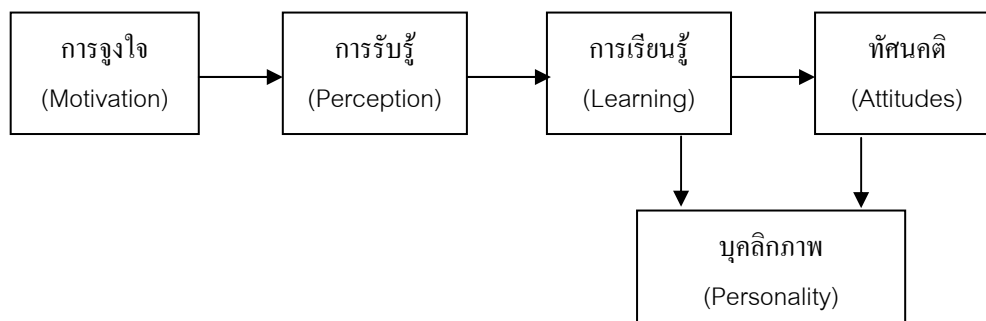 การจูงใจ
(Motivation)
การรับรู้
(Perception)
การเรียนรู้
(Learning)
ทัศนคติ
(Attitudes)
บุคลิกภาพ
(Personality)